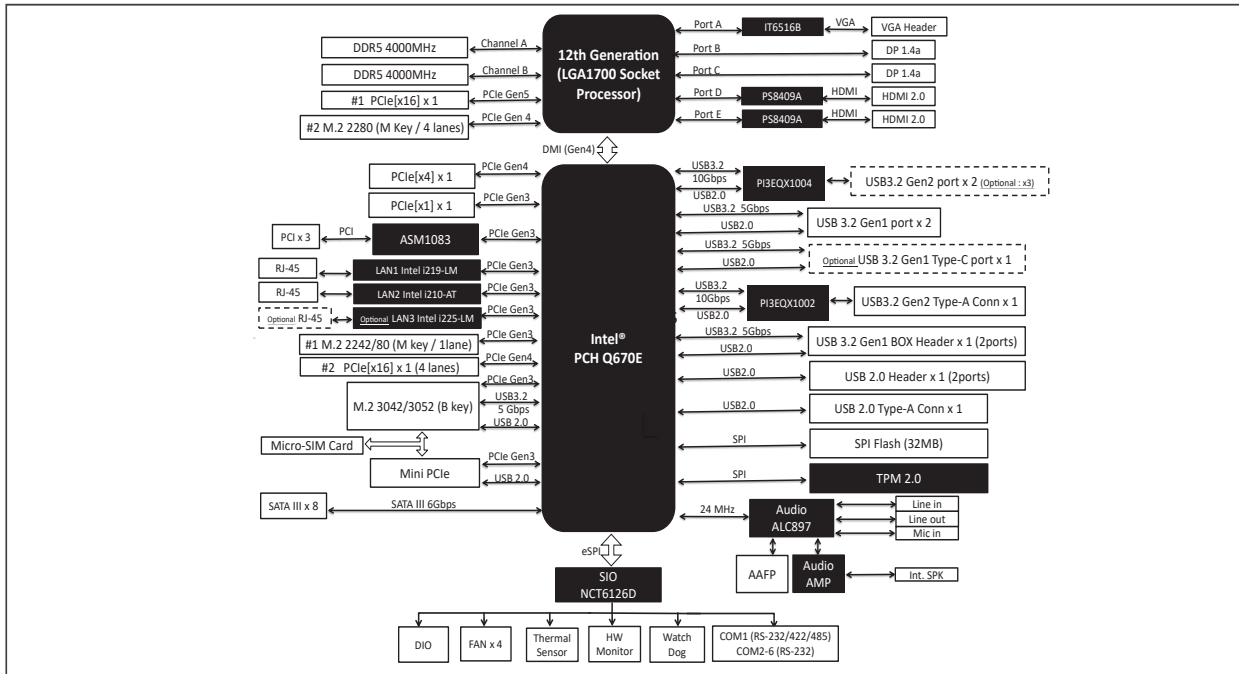 Port A
IT6516B
VGA
VGA Header
DDR5 4000MHz
Channel A
12th Generation
(LGA1700 Socket
Processor)
Port B
DP 1.4a
DDR5 4000MHz
Channel B
Port C
DP 1.4a
#1 PCIe[x16] x 1
PCIe Gen5
Port D
PS8409A
HDMI
HDMI 2.0
#2 M.2 2280 (M Key / 4 lanes)
PCIe Gen 4
Port E
PS8409A
HDMI
HDMI 2.0
DMI (Gen4)
PCIe[x4] x 1
PCIe Gen4
USB3.2
10Gbps
USB2.0
PI3EQX1004
USB3.2 Gen2 port x 2 (Optional : x3)
PCIe[x1] x 1
PCIe Gen3
USB3.2 5Gbps
USB2.0
USB 3.2 Gen1 port x 2
PCI x 3
PCI
ASM1083
PCIe Gen3
USB3.2 5Gbps
USB2.0
Optional USB 3.2 Gen1 Type-C port x 1
RJ-45
LAN1 Intel i219-LM
PCIe Gen3
RJ-45
LAN2 Intel i210-AT
PCIe Gen3
USB3.2
10Gbps
USB2.0
PI3EQX1002
USB3.2 Gen2 Type-A Conn x 1
Optional RJ-45
Optional LAN3 Intel i225-LM
PCIe Gen3
Intel®
PCH Q670E
#1 M.2 2242/80 (M key / 1lane)
PCIe Gen3
USB3.2 5Gbps
USB2.0
USB 3.2 Gen1 BOX Header x 1 (2ports)
#2 PCIe[x16] x 1 (4 lanes)
PCIe Gen4
USB2.0
USB 2.0 Header x 1 (2ports)
M.2 3042/3052 (B key)
PCIe Gen3
USB3.2
5 Gbps
USB 2.0
USB2.0
USB 2.0 Type-A Conn x 1
Micro-SIM Card
SPI
SPI Flash (32MB)
Mini PCIe
PCIe Gen3
USB 2.0
SPI
TPM 2.0
SATA III x 8
SATA III 6Gbps
24 MHz
Audio
ALC897
Line in
Line out
Mic in
eSPI
AAFP
Audio
AMP
Int. SPK
SIO
NCT6126D
DIO
FAN x 4
Thermal
Sensor
HW
Monitor
Watch
Dog
COM1 (RS-232/422/485)
COM2-6 (RS-232)